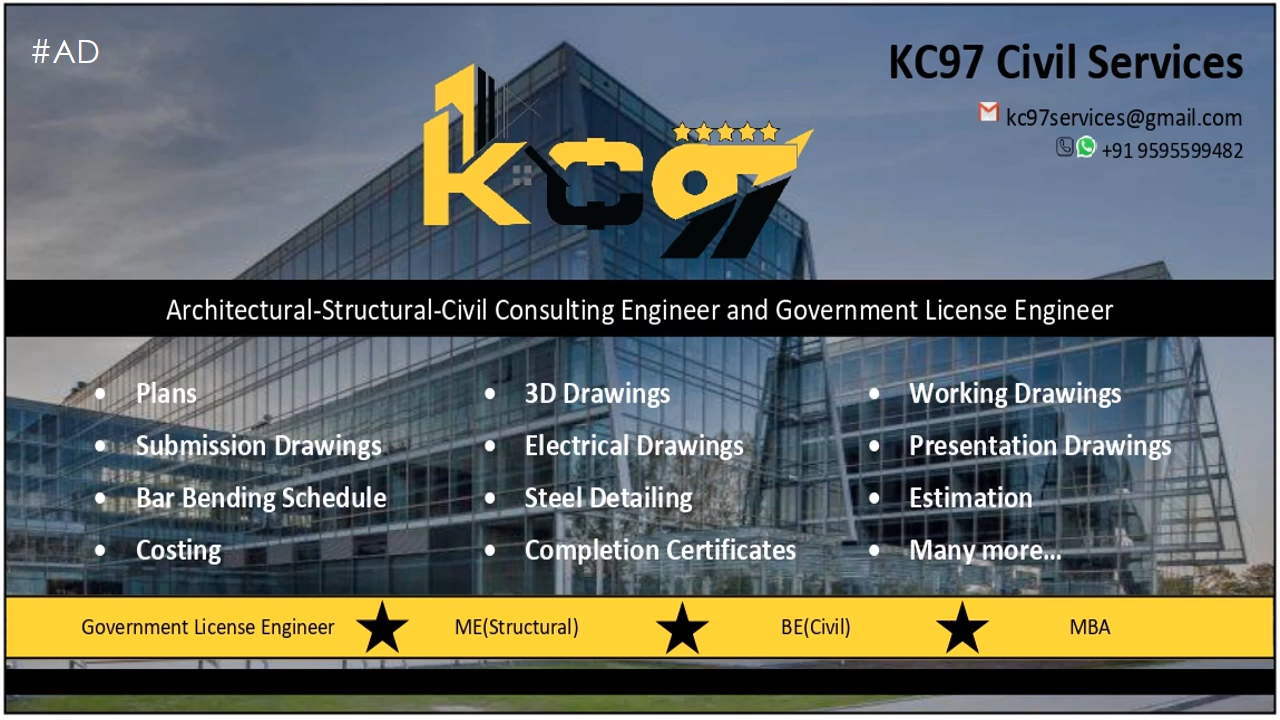 #AD
KC97 Civil Services
kc97services@gmail.com
+91 9595599482
KC97
Architectural-Structural-Civil Consulting Engineer and Government License Engineer
• Plans
• Submission Drawings
• Bar Bending Schedule
• Costing
• 3D Drawings
• Electrical Drawings
• Steel Detailing
• Completion Certificates
• Working Drawings
• Presentation Drawings
• Estimation
• Many more...
Government License Engineer ★ ME(Structural) ★ BE(Civil) ★ MBA